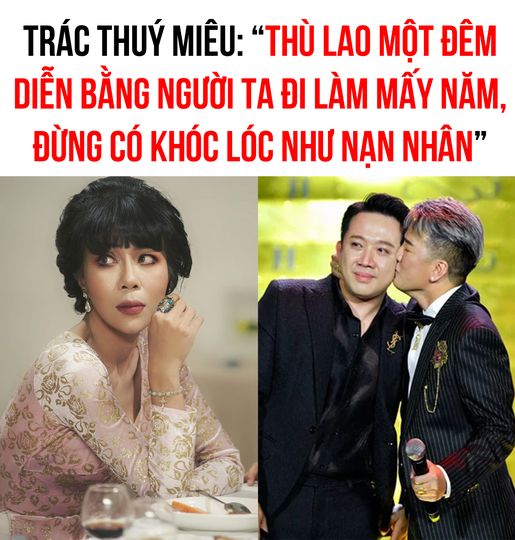 TRÁC THUÝ MIÊU: “THÙ LAO MỘT ĐÊM
DIỄN BẰNG NGƯỜI TA ĐI LÀM MẤY NĂM,
ĐỪNG CÓ KHÓC LÓC NHƯ NẠN NHÂN”